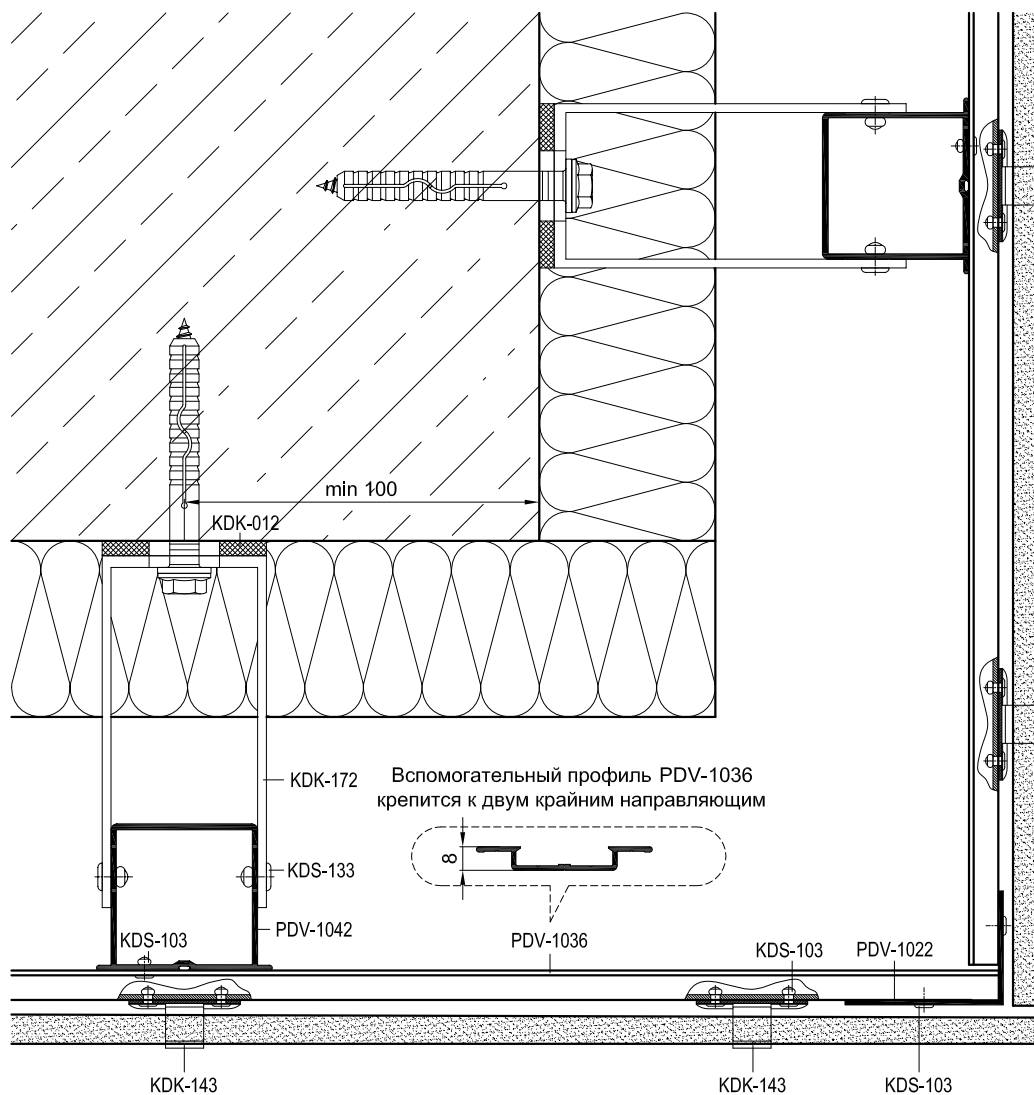 min 100
KDK-012
KDK-172
Вспомогательный профиль PDV-1036
крепится к двум крайним направляющим
8
KDS-133
PDV-1042
KDS-103
PDV-1036
KDS-103
PDV-1022
KDK-143
KDK-143
KDS-103